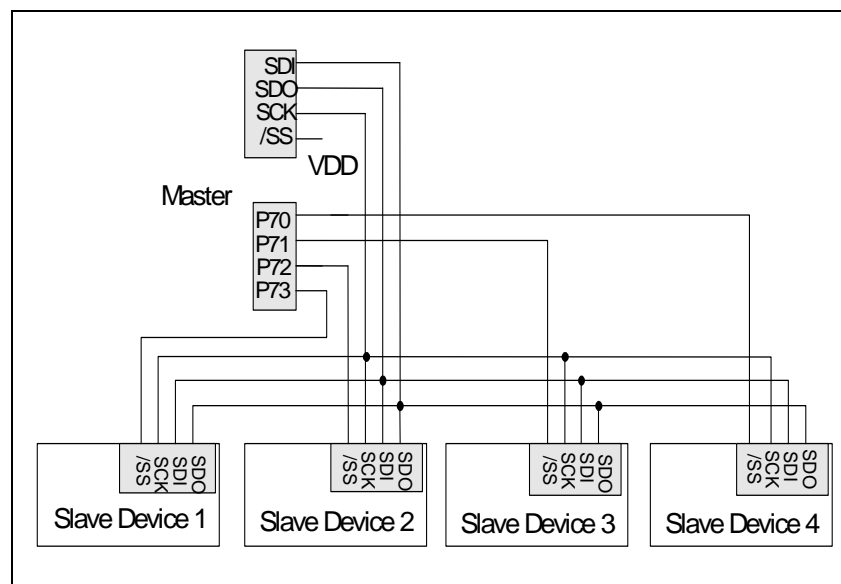 SDI
SDO
SCK
/SS
VDD
Master
P70
P71
P72
P73
/SS
SCK
SDI
SDO
Slave Device 1
/SS
SCK
SDI
SDO
Slave Device 2
/SS
SCK
SDI
SDO
Slave Device 3
/SS
SCK
SDI
SDO
Slave Device 4